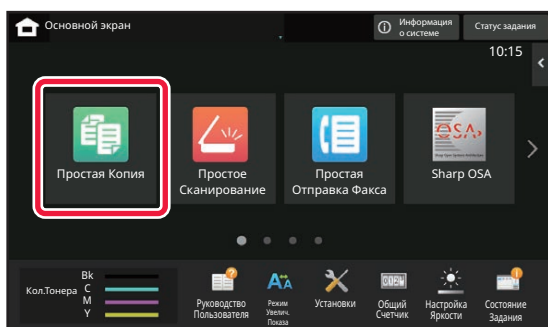 Основной экран
Информация
о системе
Статус задания
10:15
Простая Копия
Простое
Сканирование
Простая
Отправка Факса
Sharp OSA
Кол.Тонера
Bk
C
M
Y
Руководство
Пользователя
Режим
Увелич.
Показа
Установки
Общий
Счетчик
Настройка
Яркости
Состояние
Задания